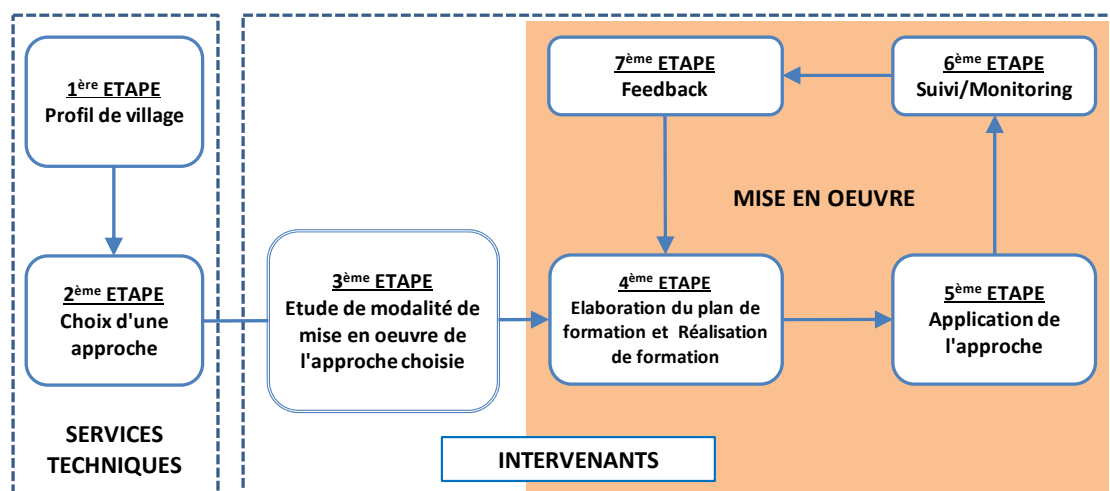 1ère ETAPE
Profil de village
2ème ETAPE
Choix d'une
approche
SERVICES
TECHNIQUES
3ème ETAPE
Etude de modalité de
mise en oeuvre de
l'approche choisie
7ème ETAPE
Feedback
6ème ETAPE
Suivi/Monitoring
MISE EN OEUVRE
4ème ETAPE
Elaboration du plan de
formation et Réalisation
de formation
5ème ETAPE
Application de
l'approche
INTERVENANTS